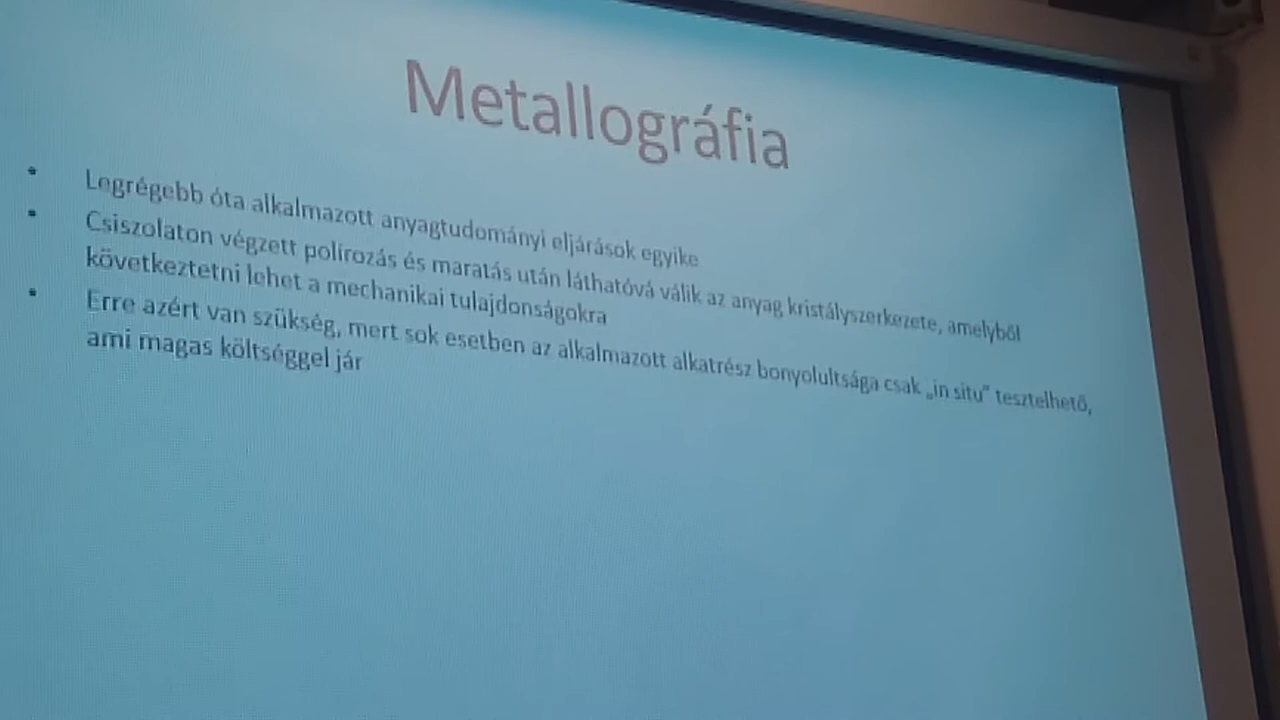 Metallográfia
• Legrégebb óta alkalmazott anyagtudományi eljárások egyike
• Csiszolaton végzett polírozás és maratás után láthatóvá válik az anyag kristályszerkezete, amelyből
következtetni lehet a mechanikai tulajdonságokra
• Erre azért van szükség, mert sok esetben az alkalmazott alkatrész bonyolultsága csak „in situ” tesztelhető,
ami magas költséggel jár